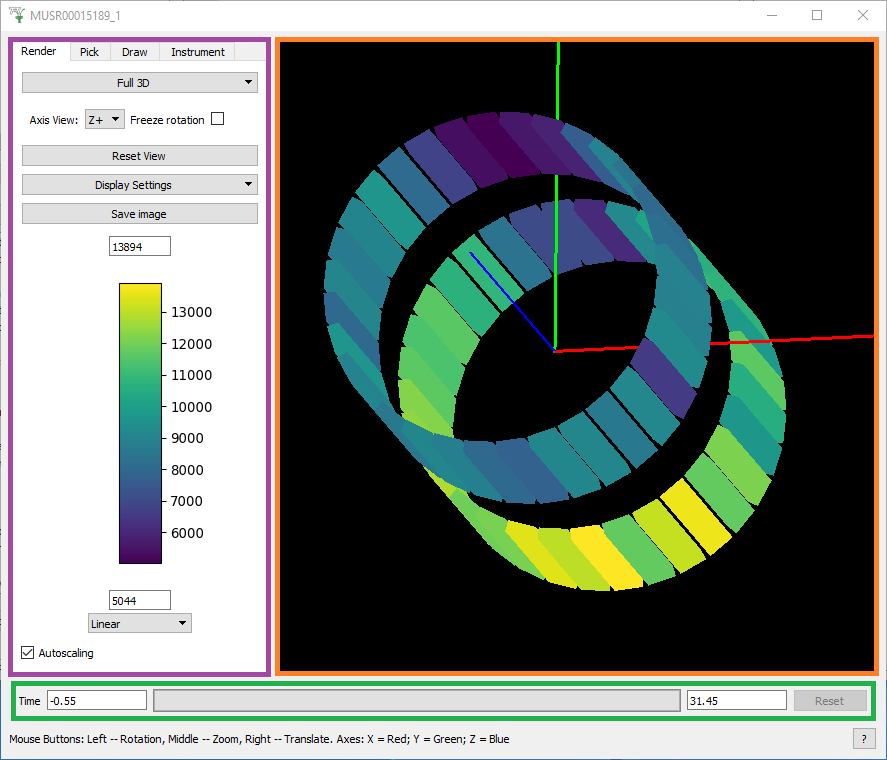 MUSR00015189_1
Render Pick Draw Instrument
Full 3D
Axis View: Z+ Freeze rotation
Reset View
Display Settings
Save image
13894
13000
12000
11000
10000
9000
8000
7000
6000
5044
Linear
Autoscaling
Time -0.55 31.45 Reset
Mouse Buttons: Left -- Rotation, Middle -- Zoom, Right -- Translate. Axes: X = Red; Y = Green; Z = Blue ?